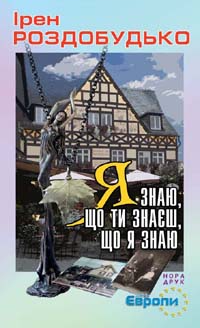 Ірен
РОЗДОБУДЬКО
Я ЗНАЮ,
ЩО ТИ ЗНАЄШ,
ЩО Я ЗНАЮ
НОРА
ДРУК
Європи